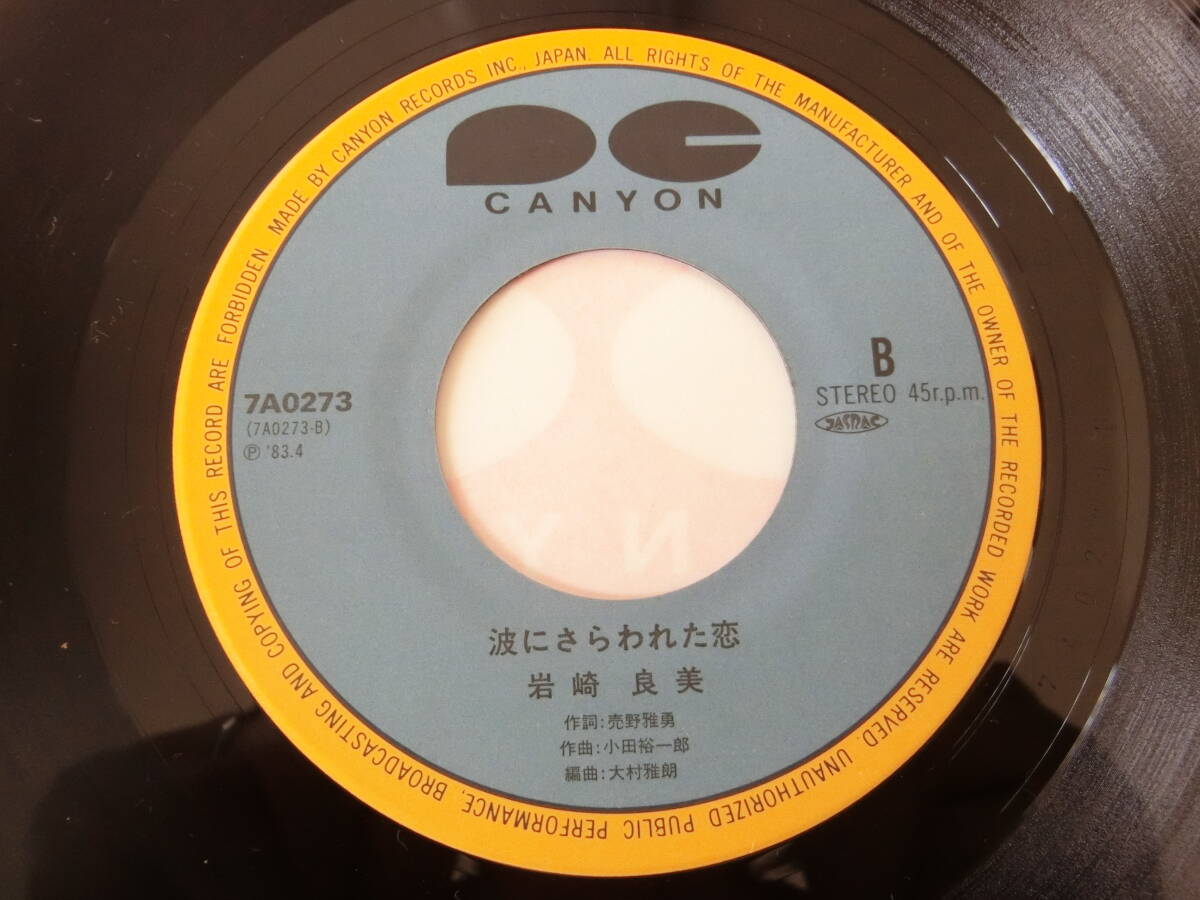 MADE BY CANYON RECORDS INC., JAPAN. ALL RIGHTS OF THE MANUFACTURER AND OF THE OWNER OF THE RECORDED WORK ARE RESERVED. UNAUTHORIZED PUBLIC PERFORMANCE, BROADCASTING AND COPYING OF THIS RECORD ARE FORBIDDEN.
PC
CANYON
B
7A0273
STEREO 45r.p.m.
(7A0273-B)
JASRAC
Ⓟ '83.4
波にさらわれた恋
岩崎 良美
作詞:売野雅勇
作曲:小田裕一郎
編曲:大村雅朗